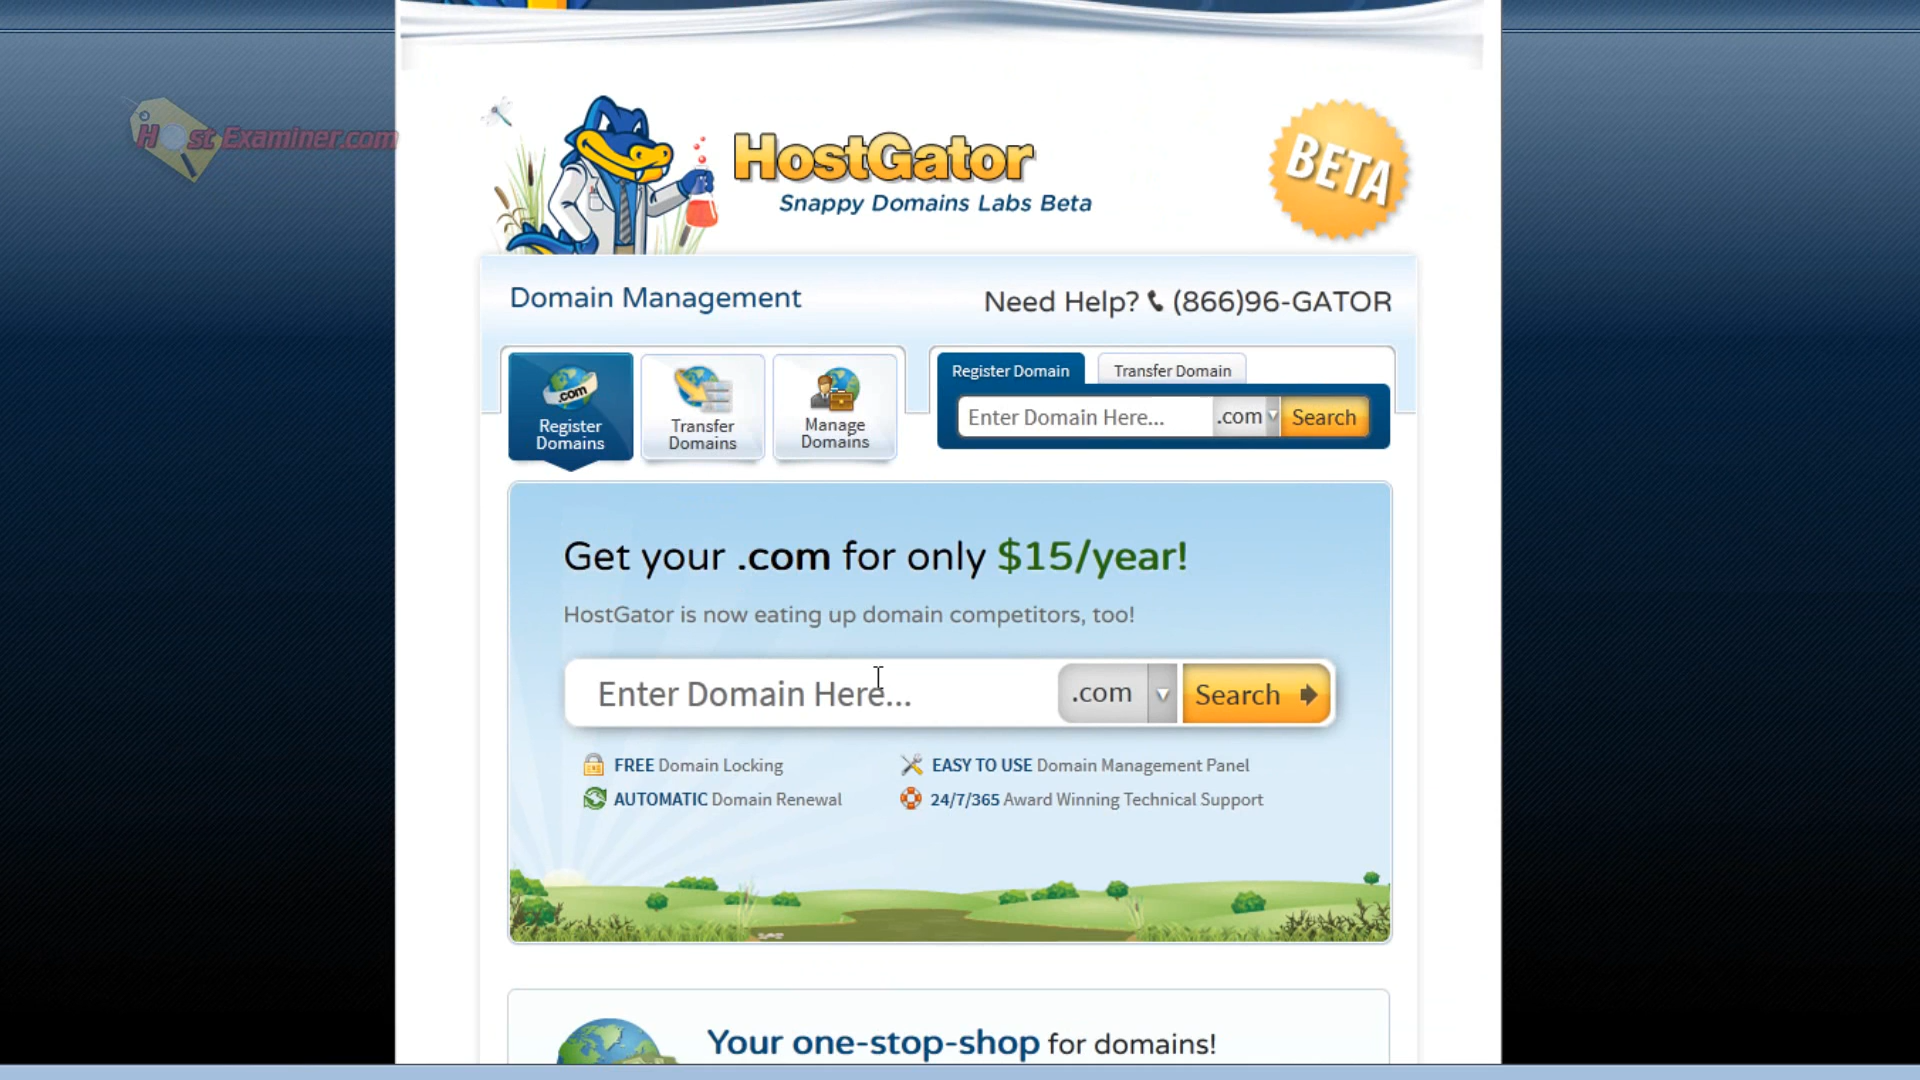 HostExaminer.com
HostGator
Snappy Domains Labs Beta
BETA
Domain Management
Need Help? (866)96-GATOR
.com
Register Domains
Transfer Domains
Manage Domains
Register Domain
Transfer Domain
Enter Domain Here...
.com
Search
Get your .com for only $15/year!
HostGator is now eating up domain competitors, too!
Enter Domain Here...
.com
Search
FREE Domain Locking
EASY TO USE Domain Management Panel
AUTOMATIC Domain Renewal
24/7/365 Award Winning Technical Support
Your one-stop-shop for domains!